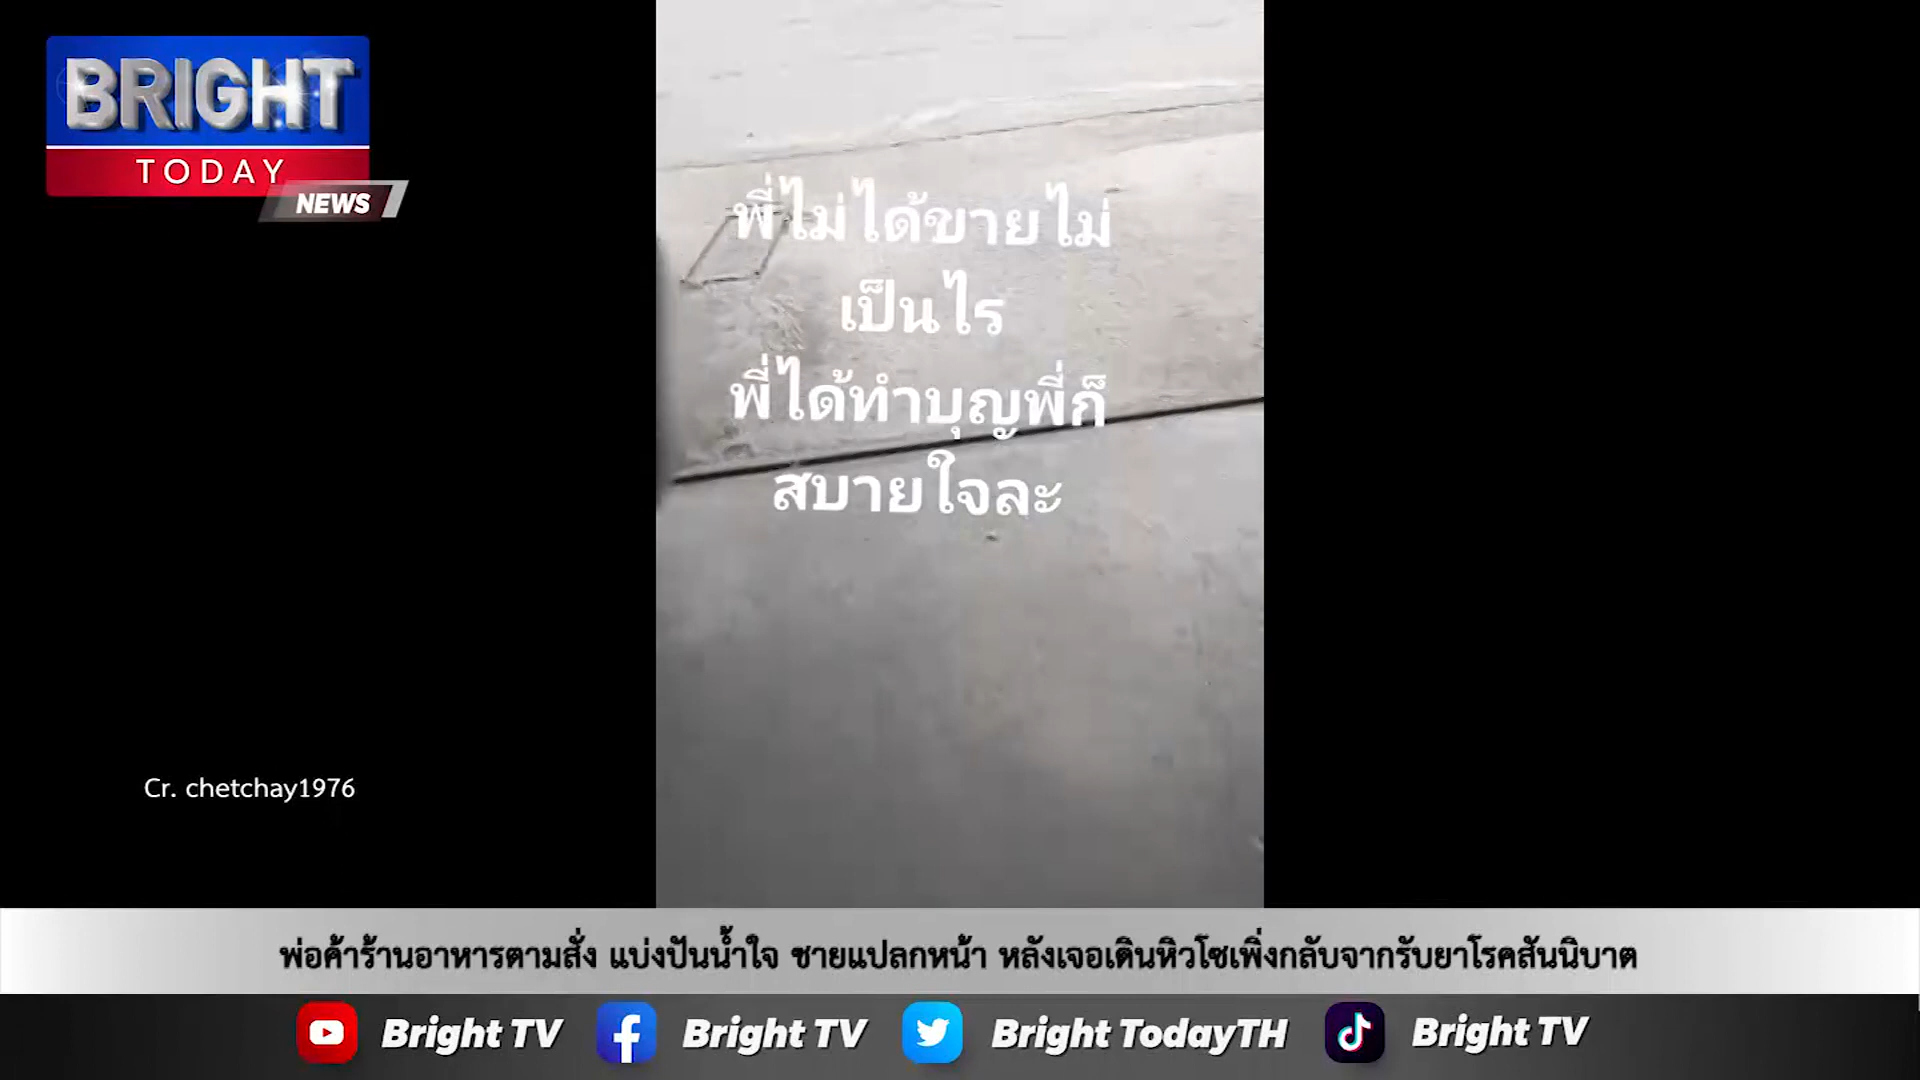 BRIGHT
TODAY
NEWS
พี่ไม่ได้ขายไม่
เป็นไร
พี่ได้ทำบุญพี่ก็
สบายใจละ
Cr. chetchay1976
พ่อค้าร้านอาหารตามสั่ง แบ่งปันน้ำใจ ชายแปลกหน้า หลังเจอเดินหิวโซเพิ่งกลับจากรับยาโรคสันนิบาต
Bright TV Bright TV Bright TodayTH Bright TV